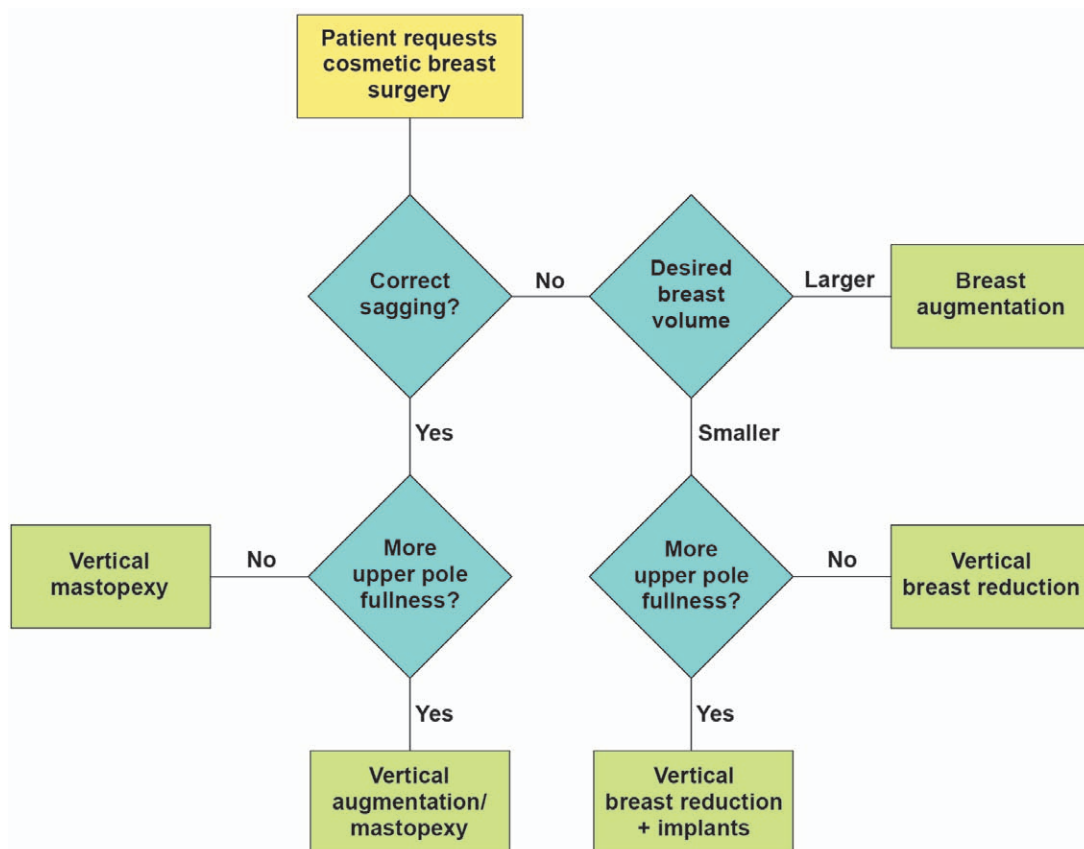 Patient requests
cosmetic breast
surgery
Correct
sagging?
No
Desired
breast
volume
Larger
Breast
augmentation
Yes
Smaller
Vertical
mastopexy
No
More
upper pole
fullness?
More
upper pole
fullness?
No
Vertical
breast reduction
Yes
Yes
Vertical
augmentation/
mastopexy
Vertical
breast reduction
+ implants